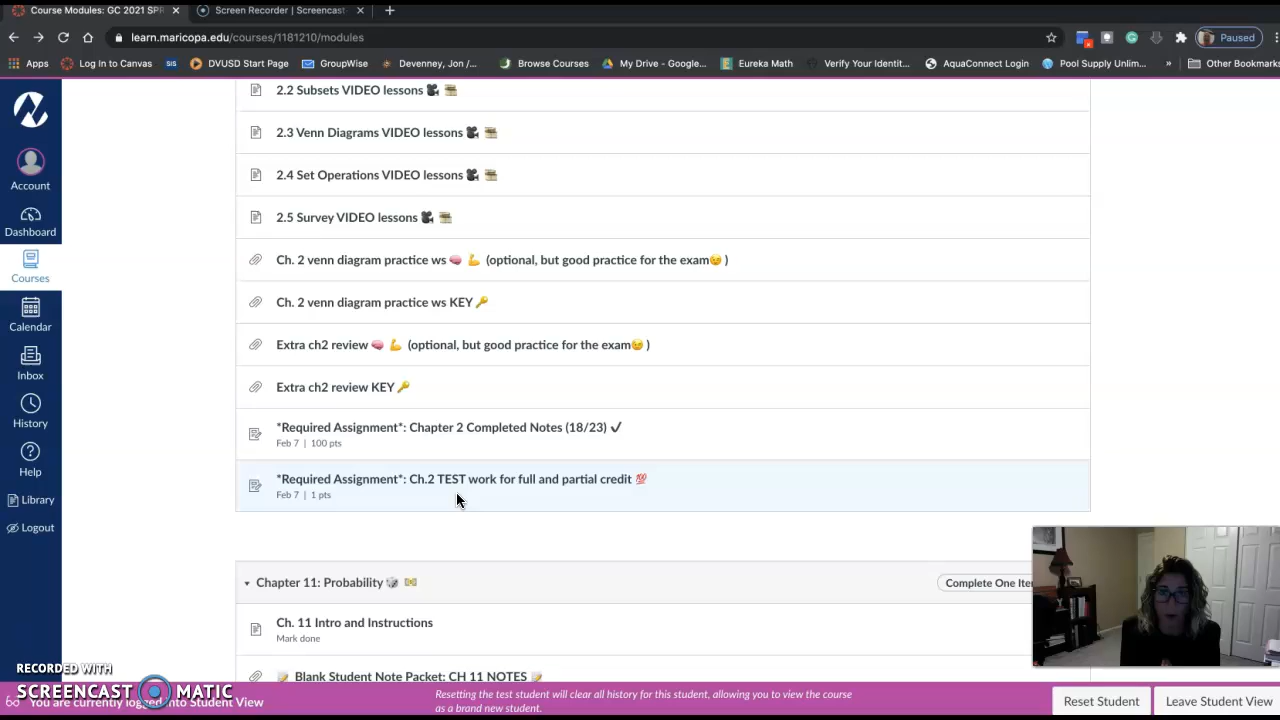 Course Modules: GC 2021 SPR
Screen Recorder | Screencast
learn.maricopa.edu/courses/1181210/modules
Paused
Apps
Log In to Canvas
SIS
DVUSD Start Page
GroupWise
Devenney, Jon /...
Browse Courses
My Drive - Google...
Eureka Math
Verify Your Identit...
AquaConnect Login
Pool Supply Unlim...
»
Other Bookmarks
Account
Dashboard
Courses
Calendar
Inbox
History
Help
Library
Logout
2.2 Subsets VIDEO lessons 🎥
2.3 Venn Diagrams VIDEO lessons 🎥
2.4 Set Operations VIDEO lessons 🎥
2.5 Survey VIDEO lessons 🎥
Ch. 2 venn diagram practice ws 🧠 💪 (optional, but good practice for the exam😉 )
Ch. 2 venn diagram practice ws KEY 🔑
Extra ch2 review 🧠 💪 (optional, but good practice for the exam😉 )
Extra ch2 review KEY 🔑
*Required Assignment*: Chapter 2 Completed Notes (18/23) ✔
Feb 7 | 100 pts
*Required Assignment*: Ch.2 TEST work for full and partial credit 💯
Feb 7 | 1 pts
Chapter 11: Probability 🎲
Complete One Iter
Ch. 11 Intro and Instructions
Mark done
📝 Blank Student Note Packet: CH 11 NOTES 📝
RECORDED WITH
SCREENCAST MATIC
You are currently logged into Student View
Resetting the test student will clear all history for this student, allowing you to view the course
as a brand new student.
Reset Student
Leave Student View